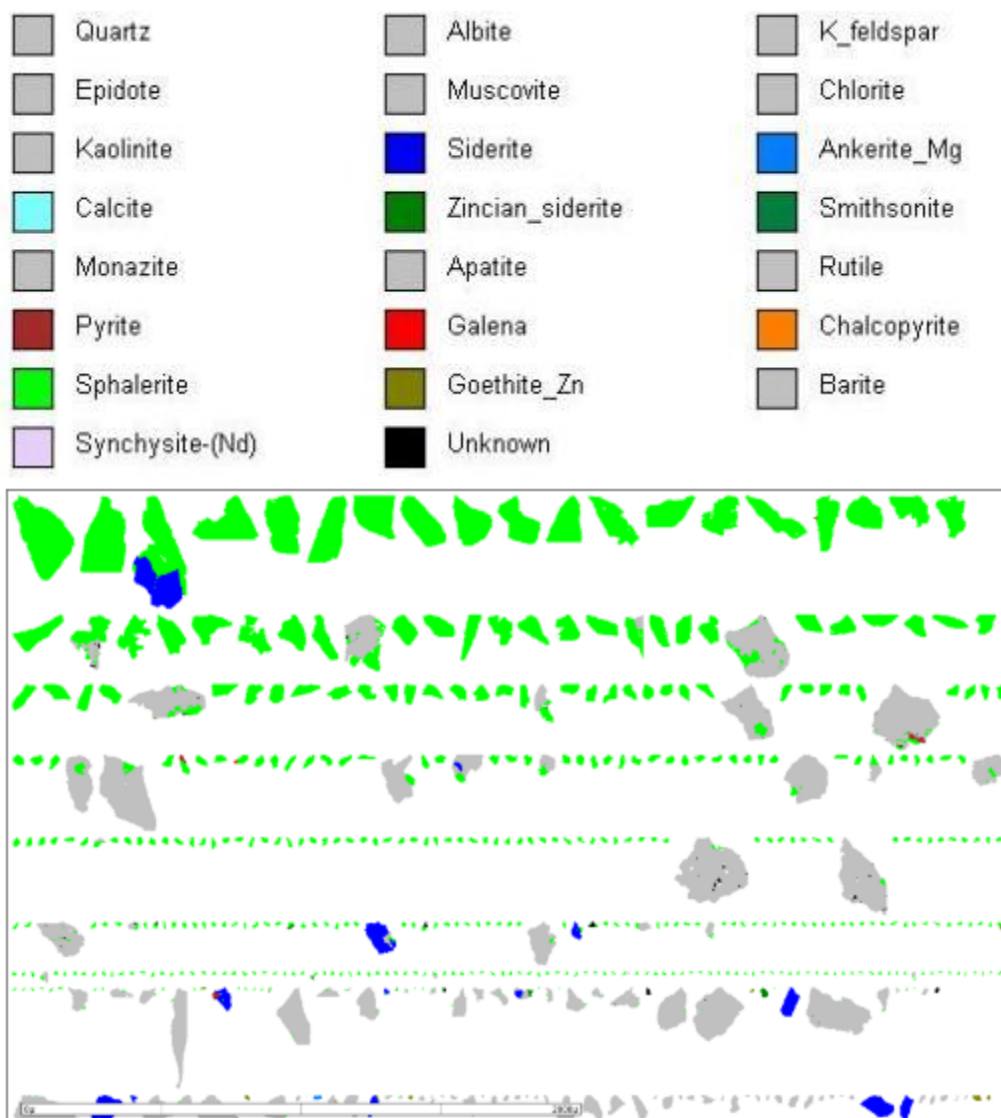 Quartz Albite K_feldspar
Epidote Muscovite Chlorite
Kaolinite Siderite Ankerite_Mg
Calcite Zincian_siderite Smithsonite
Monazite Apatite Rutile
Pyrite Galena Chalcopyrite
Sphalerite Goethite_Zn Barite
Synchysite-(Nd) Unknown